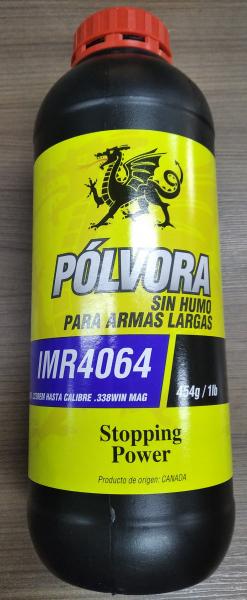 PÓLVORA
SIN HUMO
PARA ARMAS LARGAS
IMR4064
HASTA CALIBRE .338WIN MAG
454g / 1lb
Stopping
Power
Producto de origen: CANADA